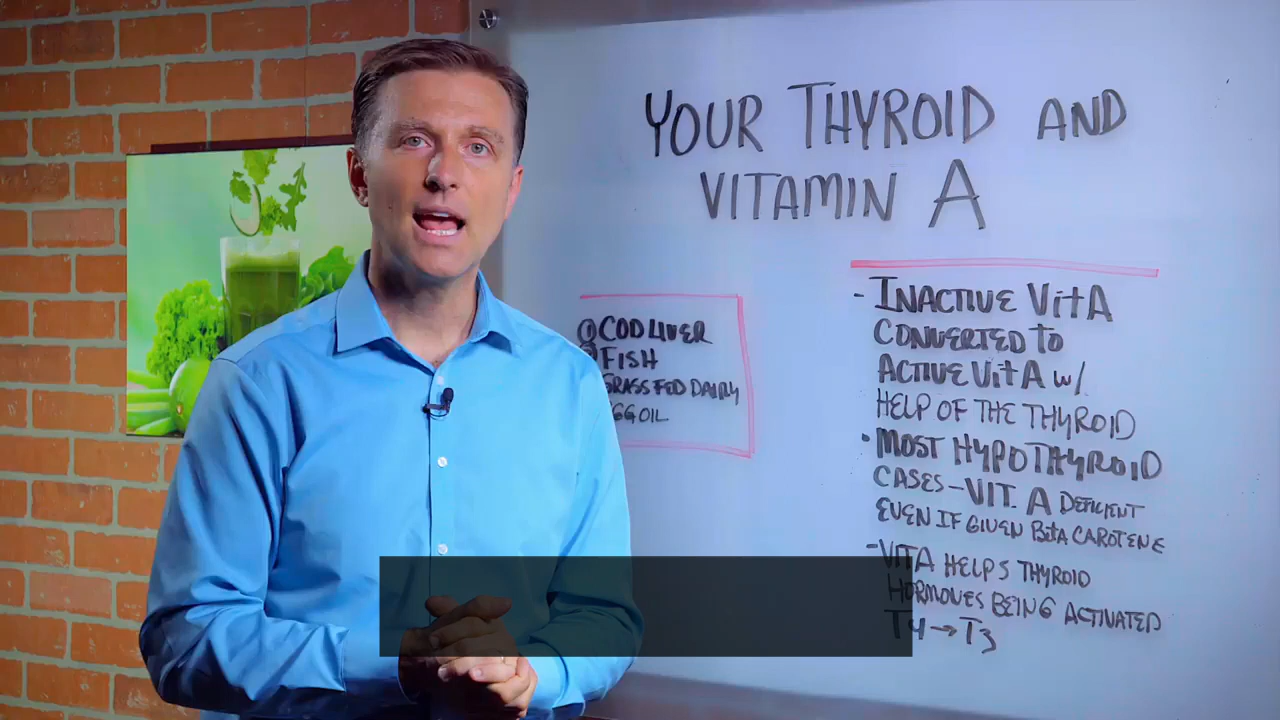 YOUR THYROID AND
VITAMIN A
COD LIVER
FISH
GRASS FED DAIRY
EGG OIL
- INACTIVE VIT A
CONVERTED TO
ACTIVE VIT A W/
HELP OF THE THYROID
• MOST HYPOTHYROID
CASES - VIT. A DEFICIENT
EVEN IF GIVEN BETA CAROTENE
- VIT A HELPS THYROID
HORMONES BEING ACTIVATED
T4 → T3